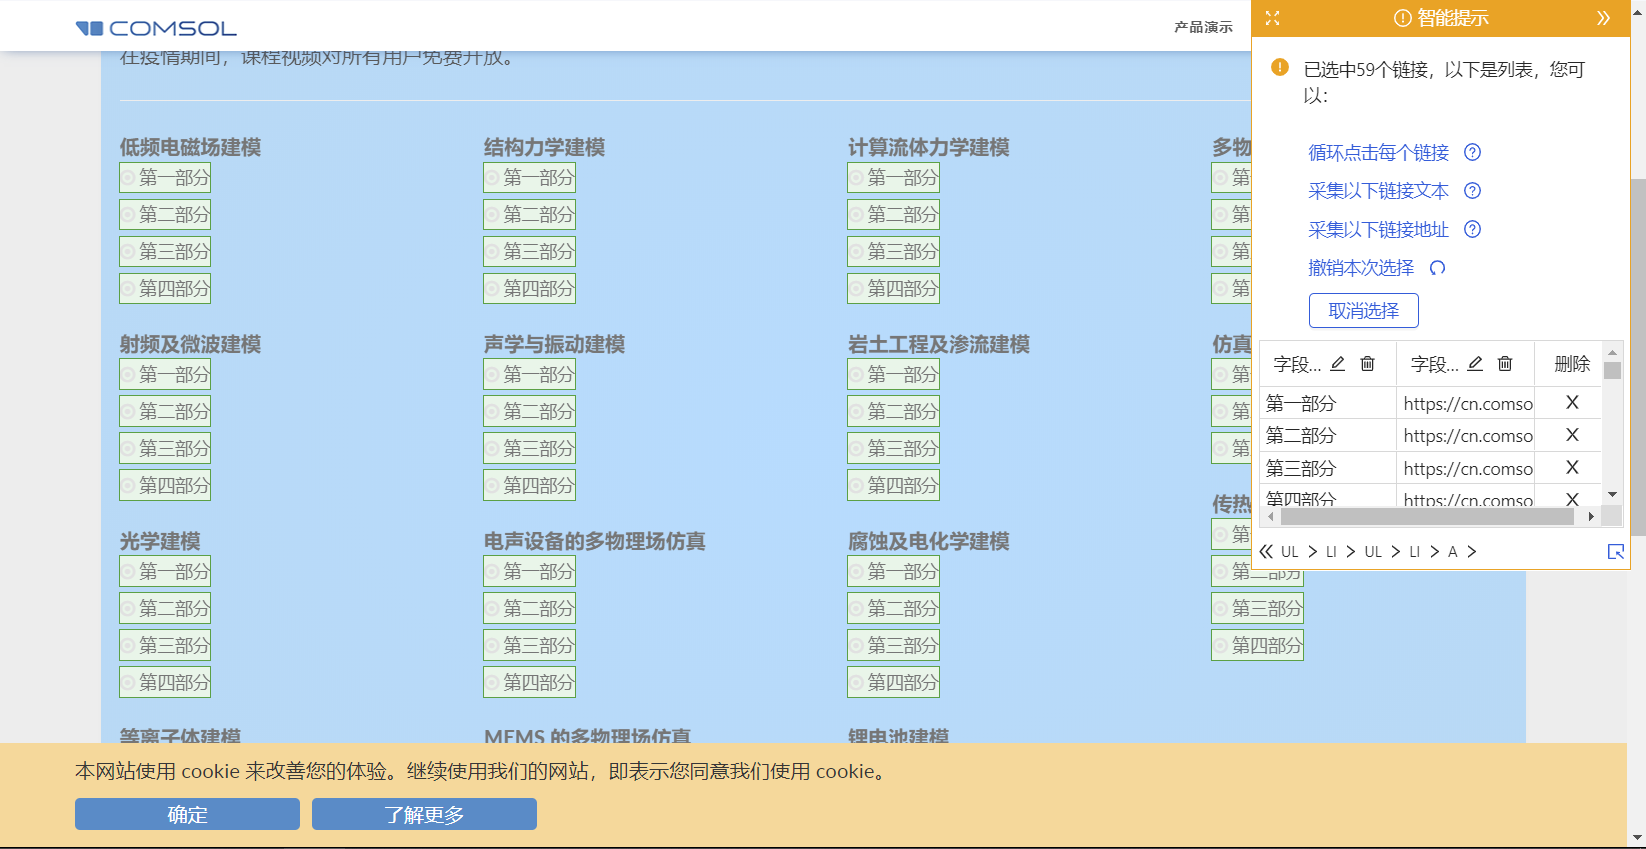 COMSOL
产品演示
在疫情期间，课程视频对所有用户免费开放。
低频电磁场建模
第一部分
第二部分
第三部分
第四部分
结构力学建模
第一部分
第二部分
第三部分
第四部分
计算流体力学建模
第一部分
第二部分
第三部分
第四部分
多物
第
第
第
第
射频及微波建模
第一部分
第二部分
第三部分
第四部分
声学与振动建模
第一部分
第二部分
第三部分
第四部分
岩土工程及渗流建模
第一部分
第二部分
第三部分
第四部分
仿真
第
第
第
光学建模
第一部分
第二部分
第三部分
第四部分
电声设备的多物理场仿真
第一部分
第二部分
第三部分
第四部分
腐蚀及电化学建模
第一部分
第二部分
第三部分
第四部分
传热
第
第二部分
第三部分
第四部分
等离子体建模
MEMS 的多物理场仿真
锂电池建模
智能提示
已选中59个链接，以下是列表，您可
以：
循环点击每个链接
采集以下链接文本
采集以下链接地址
撤销本次选择
取消选择
字段... 字段... 删除
第一部分 https://cn.comso X
第二部分 https://cn.comso X
第三部分 https://cn.comso X
第四部分 https://cn.comso X
UL > LI > UL > LI > A >
本网站使用 cookie 来改善您的体验。继续使用我们的网站，即表示您同意我们使用 cookie。
确定 了解更多